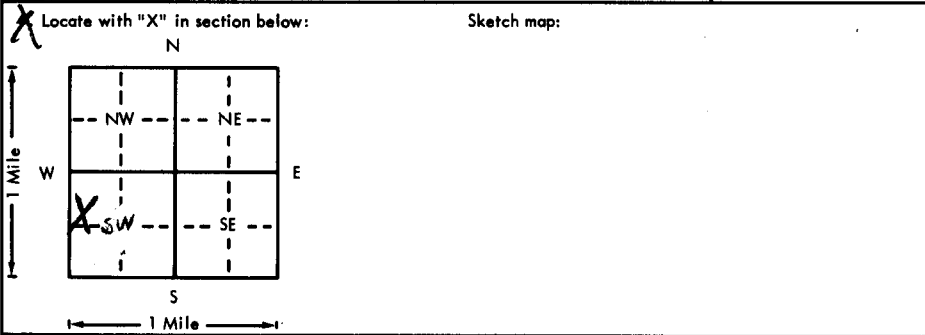 X Locate with "X" in section below: Sketch map:
N
NW NE
1 Mile W E
X SW SE
S
1 Mile